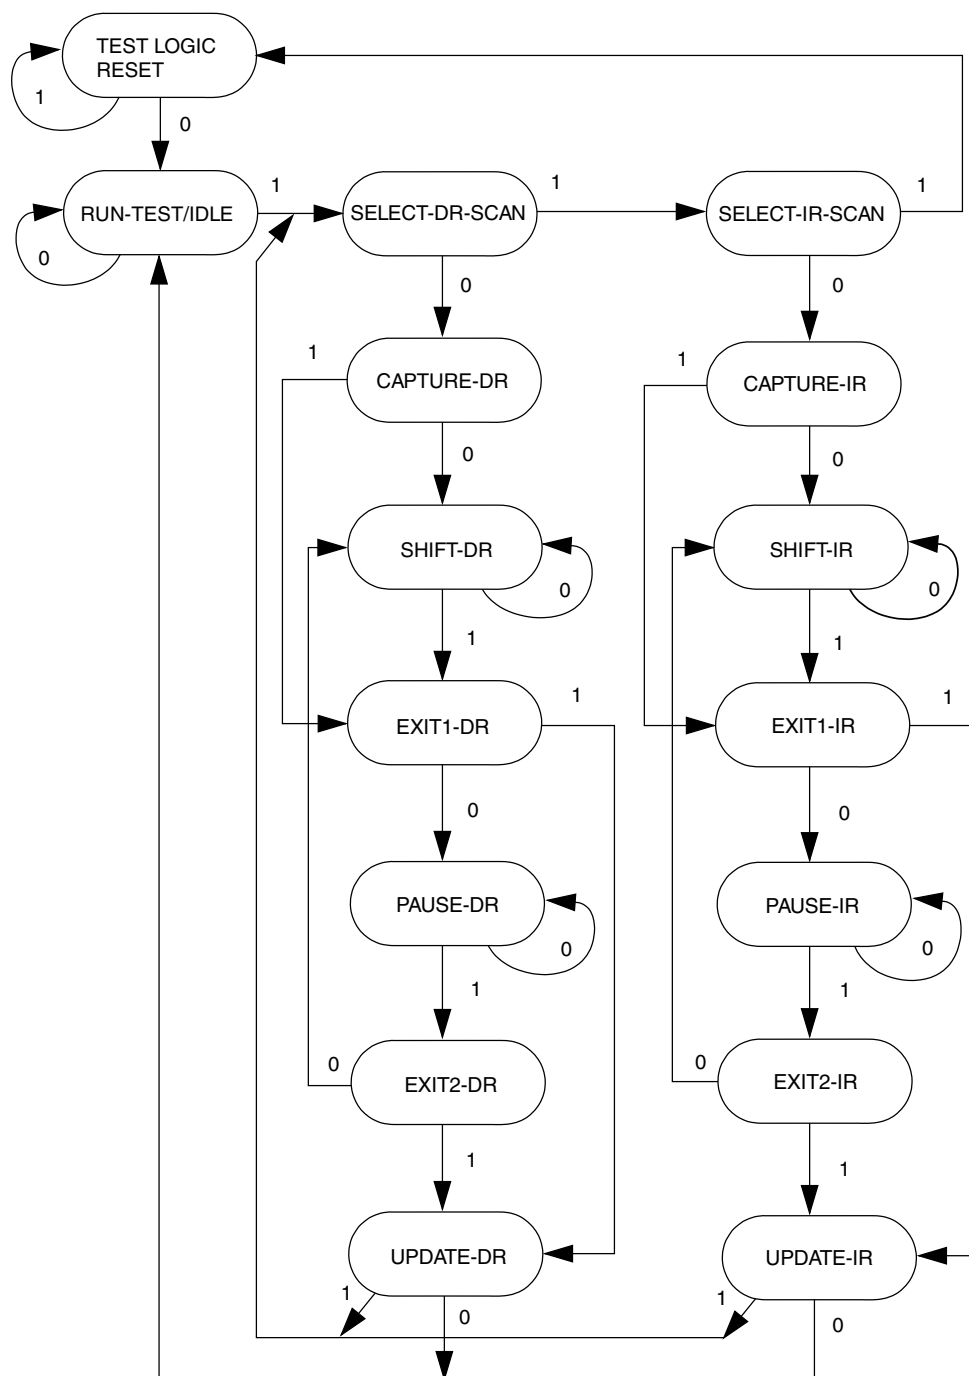 TEST LOGIC
RESET
1
0
RUN-TEST/IDLE
1
SELECT-DR-SCAN
1
SELECT-IR-SCAN
1
0
0
0
1
CAPTURE-DR
1
CAPTURE-IR
0
0
SHIFT-DR
0
SHIFT-IR
0
1
1
EXIT1-DR
1
EXIT1-IR
1
0
0
PAUSE-DR
0
PAUSE-IR
0
1
1
0
EXIT2-DR
0
EXIT2-IR
1
1
UPDATE-DR
UPDATE-IR
1
0
1
0